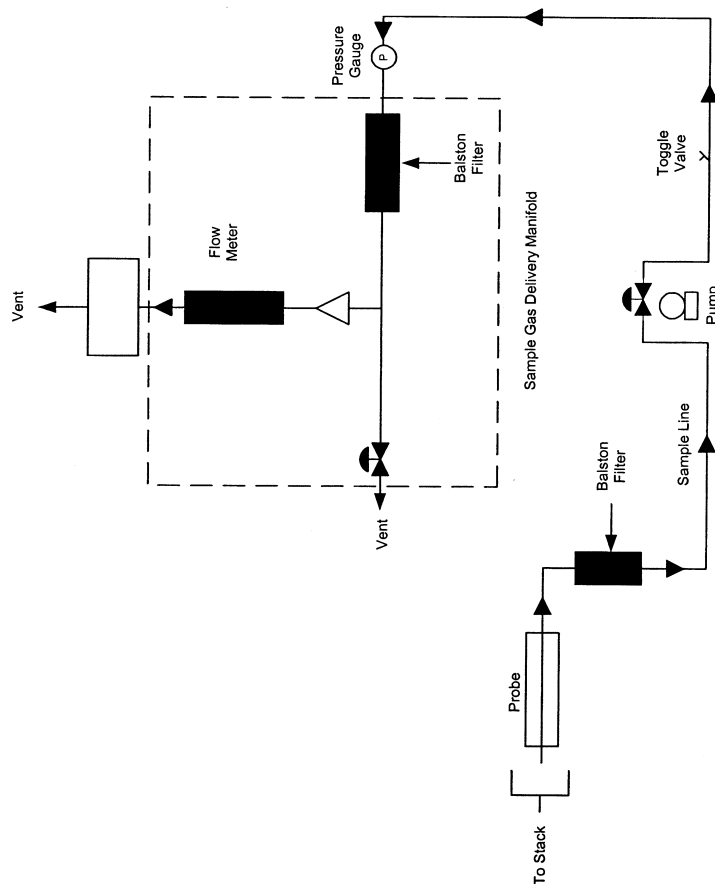 To Stack
Probe
Balston
Filter
Sample Line
Pump
Toggle
Valve
Pressure
Gauge
P
Balston
Filter
Flow
Meter
Vent
Vent
Sample Gas Delivery Manifold